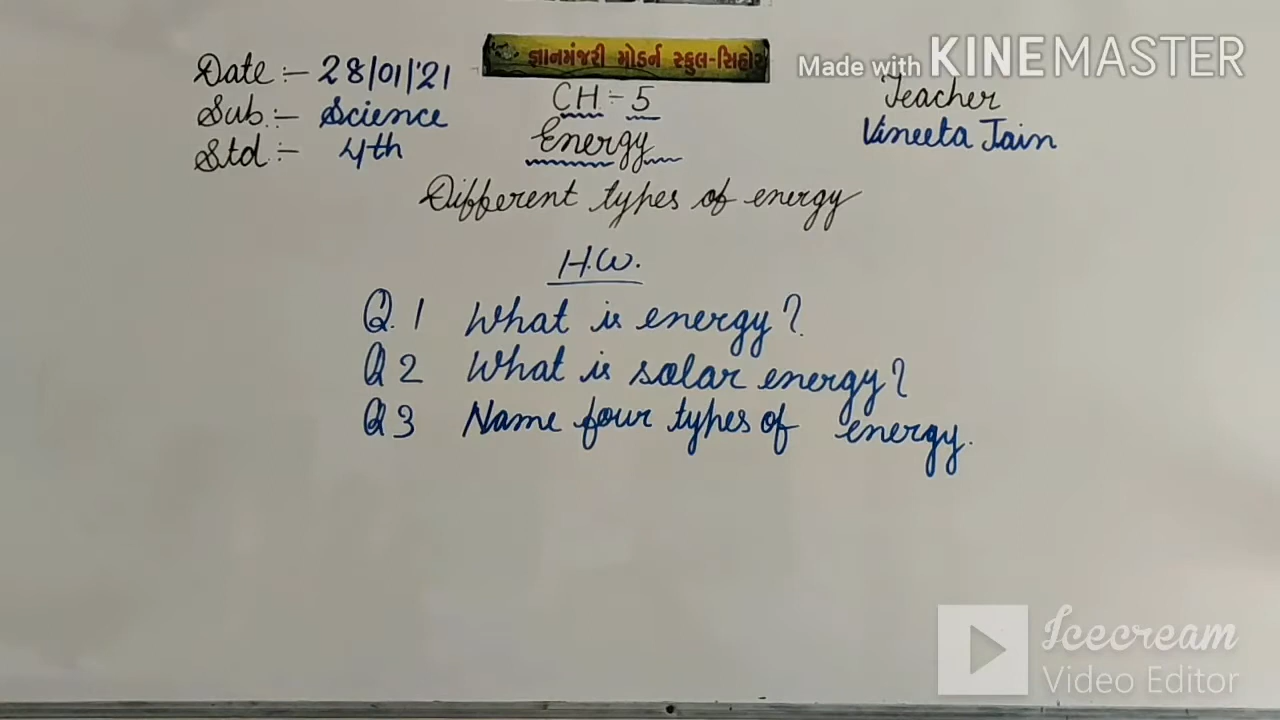 જ્ઞાનમંજરી મોડર્ન સ્કુલ-સિહોર
Made with KINEMASTER
Date :- 28/01/'21
CH :- 5
Teacher
Sub :- Science
Energy
Vineeta Jain
Std :- 4th
Different types of energy
H.W.
Q.1 What is energy?
Q 2 What is solar energy?
Q 3 Name four types of energy.
Icecream
Video Editor